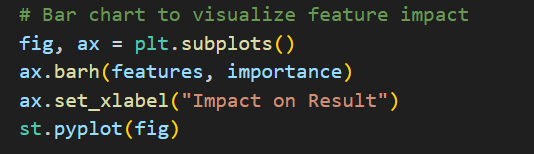 # Bar chart to visualize feature impact
fig, ax = plt.subplots()
ax.barh(features, importance)
ax.set_xlabel("Impact on Result")
st.pyplot(fig)